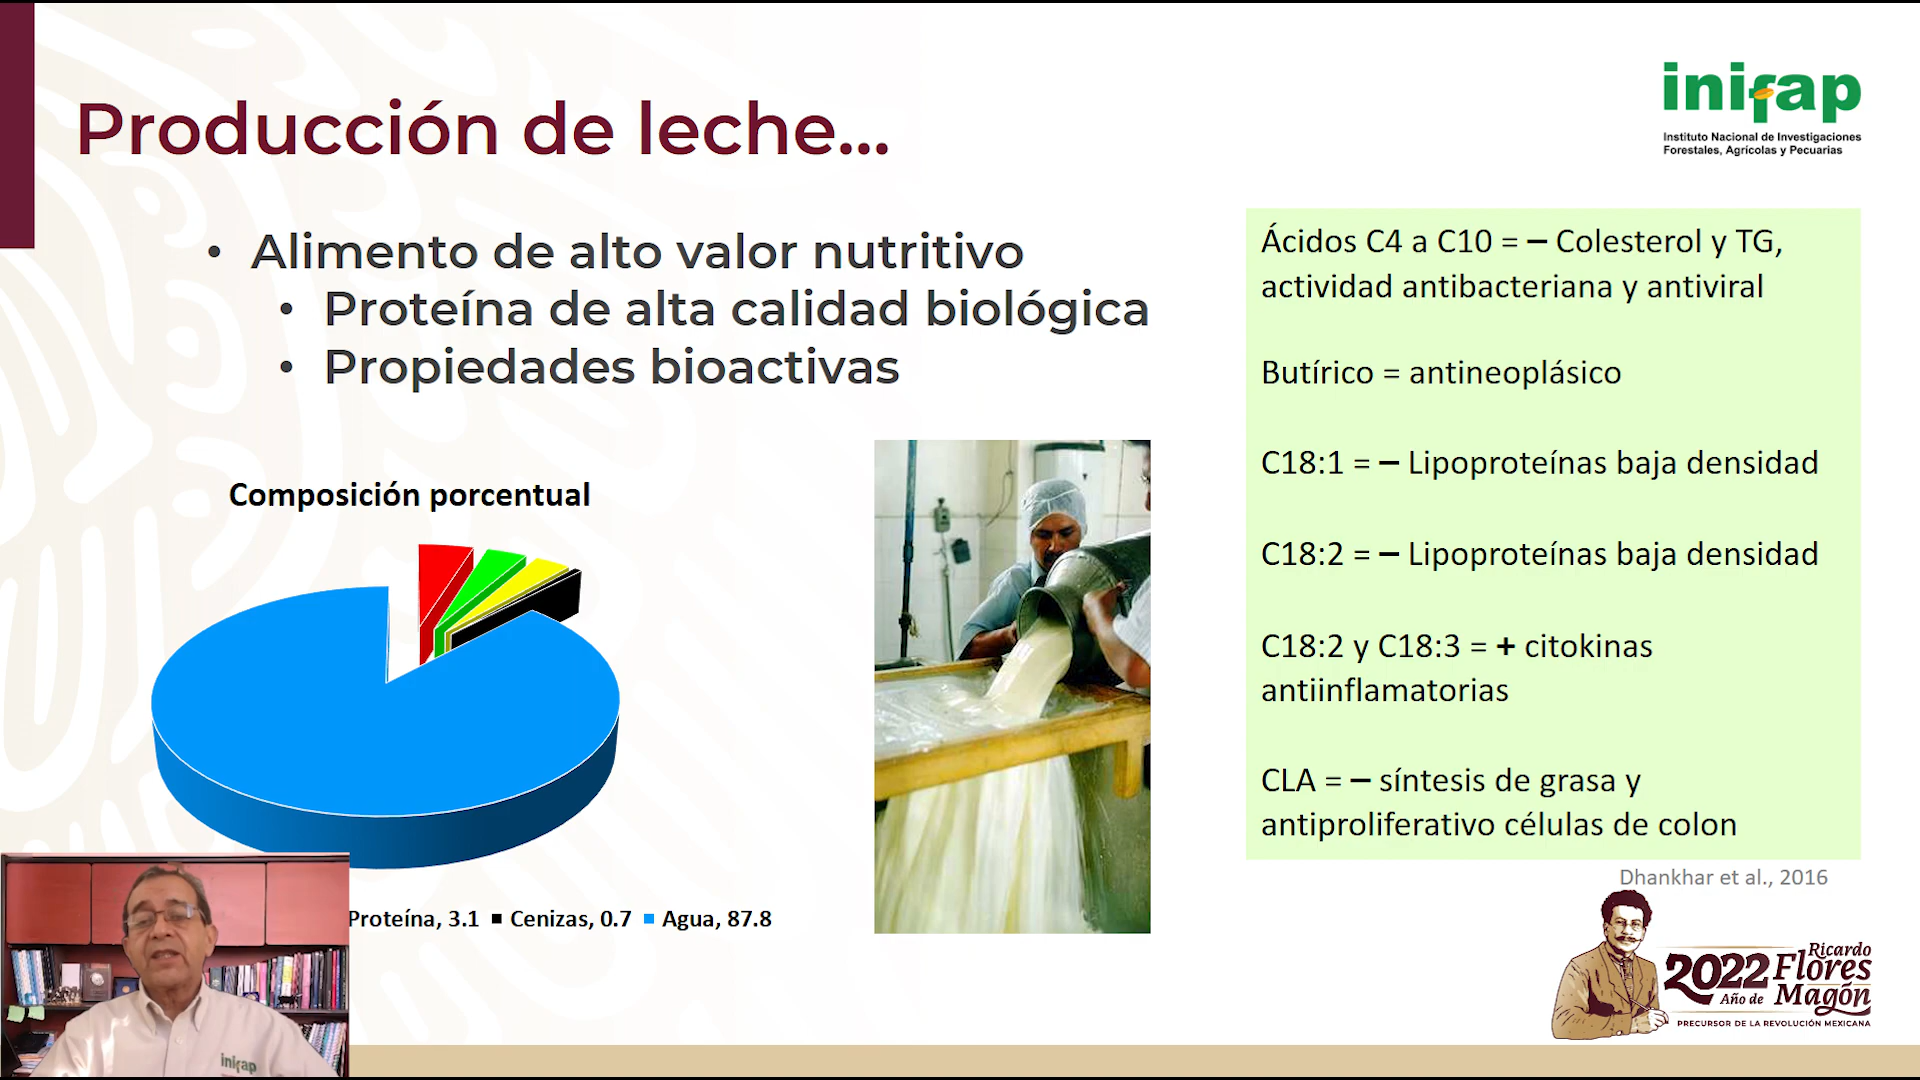 Producción de leche...
inifap
Instituto Nacional de Investigaciones
Forestales, Agrícolas y Pecuarias
• Alimento de alto valor nutritivo
• Proteína de alta calidad biológica
• Propiedades bioactivas
Composición porcentual
Proteína, 3.1 Cenizas, 0.7 Agua, 87.8
Ácidos C4 a C10 = – Colesterol y TG,
actividad antibacteriana y antiviral
Butírico = antineoplásico
C18:1 = – Lipoproteínas baja densidad
C18:2 = – Lipoproteínas baja densidad
C18:2 y C18:3 = + citokinas
antiinflamatorias
CLA = – síntesis de grasa y
antiproliferativo células de colon
Dhankhar et al., 2016
2022 Ricardo
Año de Flores
Magón
PRECURSOR DE LA REVOLUCIÓN MEXICANA
inifap